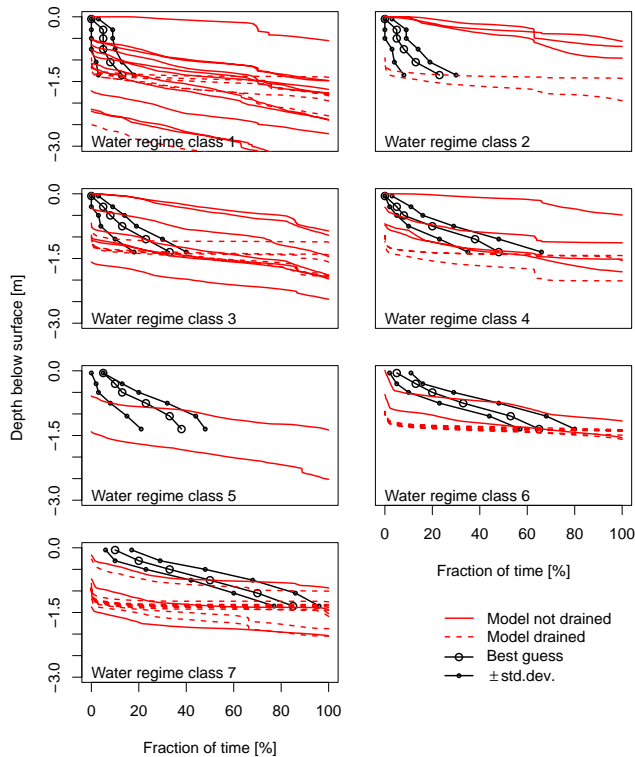 0.0
−1.5
−3.0
Water regime class 1
Water regime class 2
0.0
−1.5
−3.0
Water regime class 3
Water regime class 4
Depth below surface [m]
0.0
−1.5
−3.0
Water regime class 5
Water regime class 6
0 20 40 60 80 100
Fraction of time [%]
0.0
−1.5
−3.0
Water regime class 7
0 20 40 60 80 100
Fraction of time [%]
Model not drained
Model drained
Best guess
±std.dev.